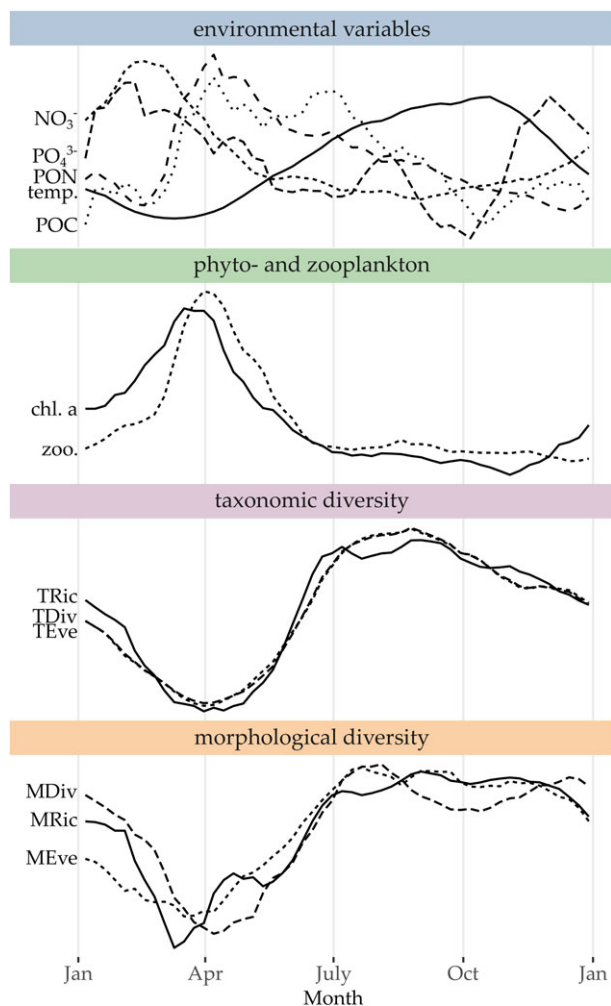 environmental variables
NO₃⁻
PO₄³⁻
PON
temp.
POC
phyto- and zooplankton
chl. a
zoo.
taxonomic diversity
TRic
TDiv
TEve
morphological diversity
MDiv
MRic
MEve
Jan Apr July Oct Jan
Month